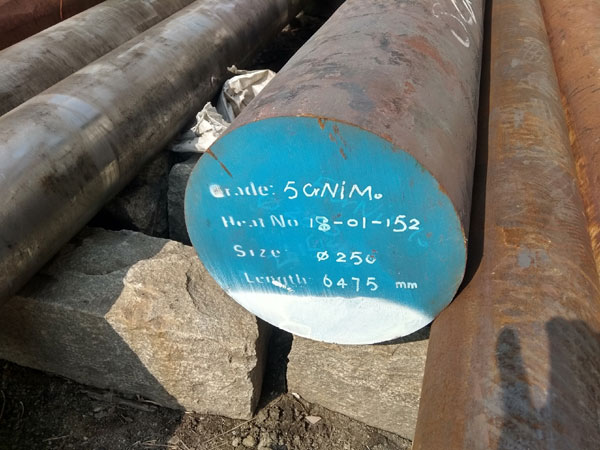 Grade: 5CrNiMo
Heat No 18-01-152
Size ø250
Length 6475 mm